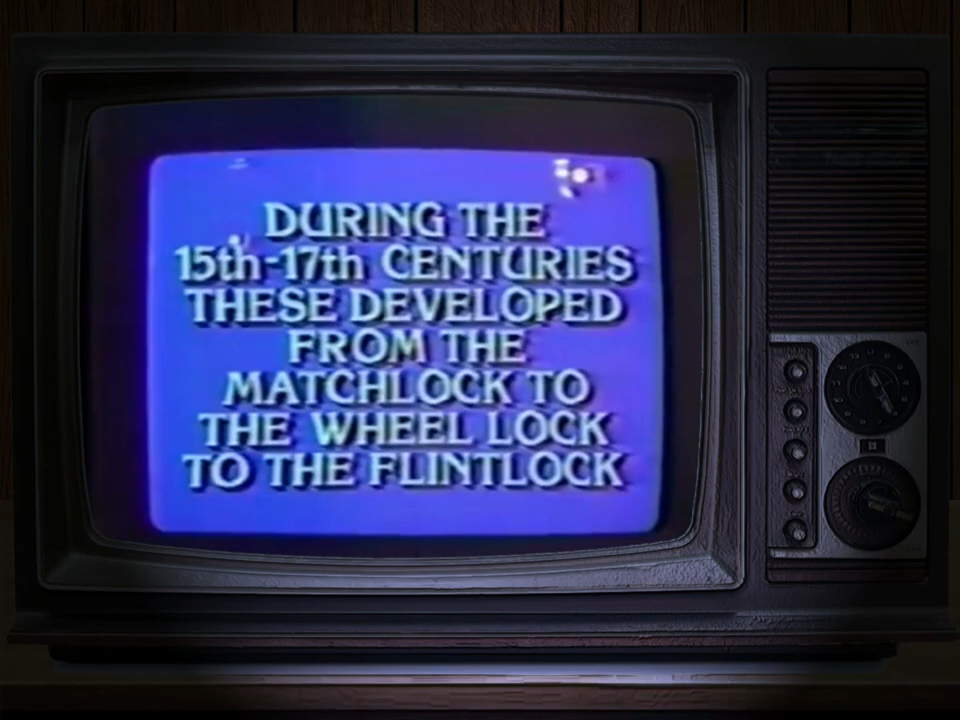 DURING THE
15th-17th CENTURIES
THESE DEVELOPED
FROM THE
MATCHLOCK TO
THE WHEEL LOCK
TO THE FLINTLOCK